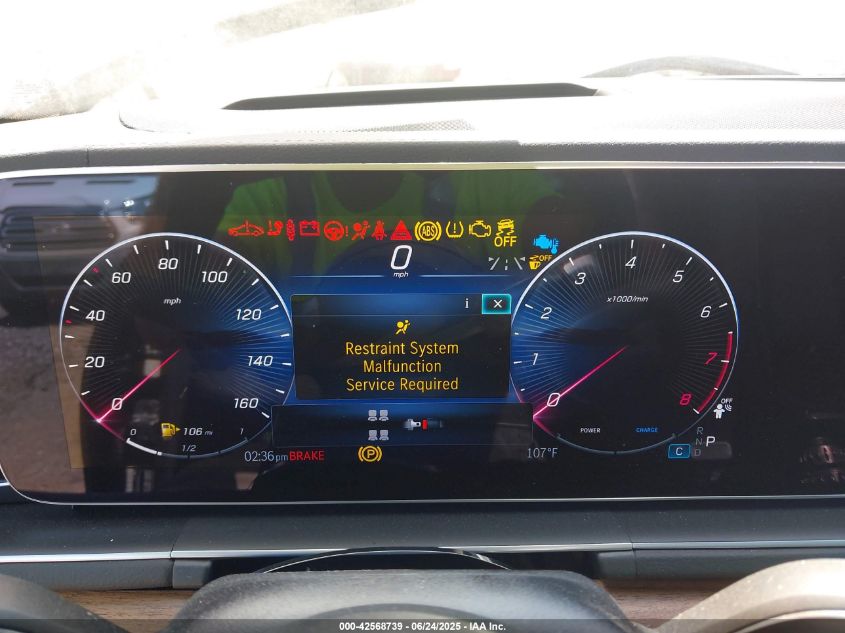 ABS
OFF
0
mph
OFF
i
×
Restraint System
Malfunction
Service Required
0
20
40
60
80
100
120
140
160
mph
0
1/2
1
106 mi
0
1
2
3
4
5
6
7
8
x1000/min
POWER
CHARGE
OFF
R
N
D
P
C
02:36pm BRAKE
P
107°F
000-42568739 - 06/24/2025 - IAA Inc.